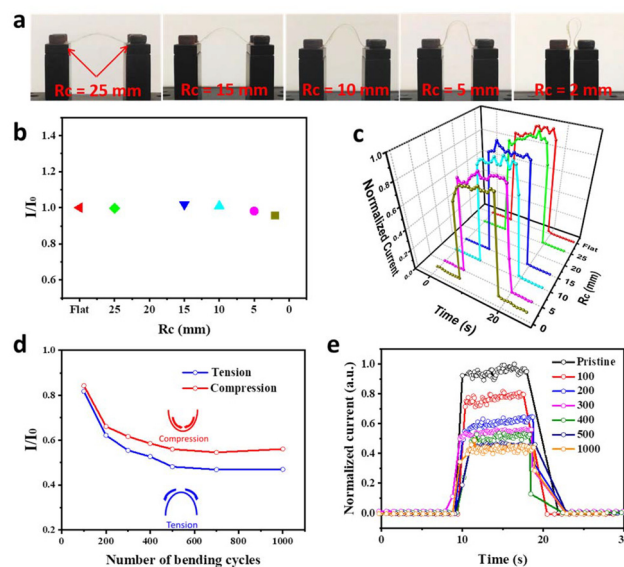 a
Rc = 25 mm
Rc = 15 mm
Rc = 10 mm
Rc = 5 mm
Rc = 2 mm
b
1.4
1.2
1.0
0.8
0.6
I/I₀
Flat 25 20 15 10 5 0
Rc (mm)
c
1.0
0.8
0.6
0.4
0.2
0.0
Normalized Current
0 10 20
Time (s)
Flat
25
20
15
10
5
0
Rc (mm)
d
1.0
0.8
0.6
0.4
0.2
0.0
I/I₀
Tension
Compression
Compression
Tension
0 200 400 600 800 1000
Number of bending cycles
e
1.0
0.8
0.6
0.4
0.2
0.0
Normalized current (a.u.)
Pristine
100
200
300
400
500
1000
0 10 20 30
Time (s)